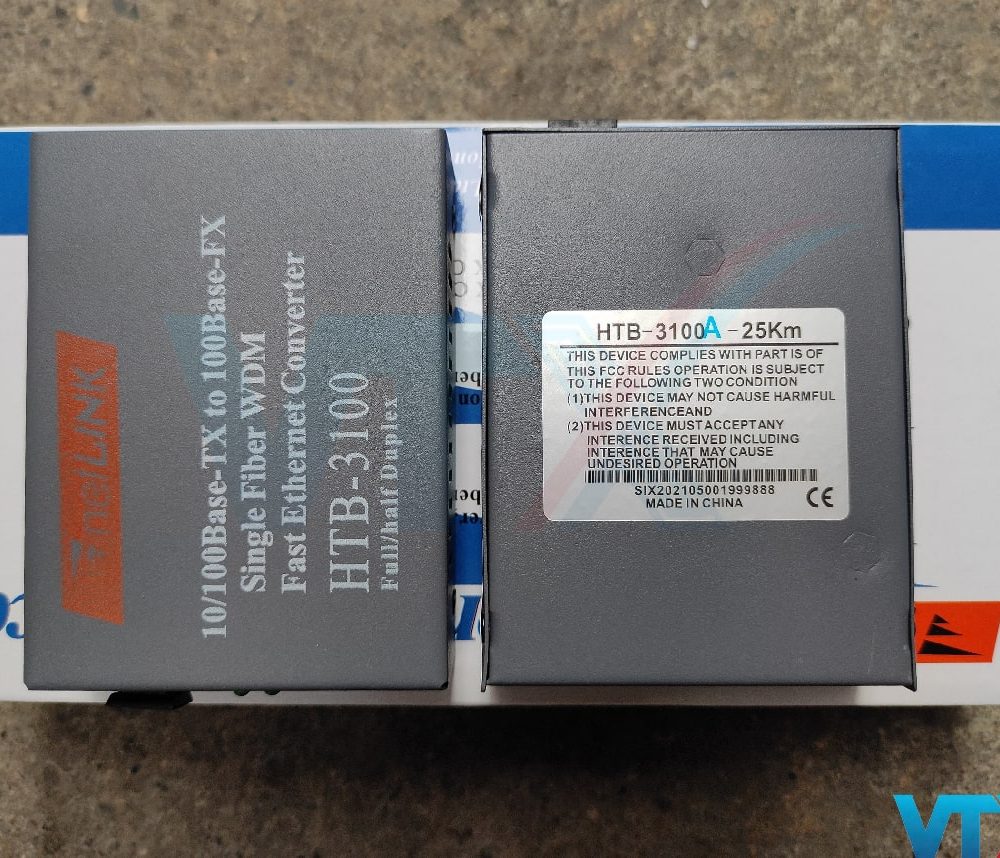 netLINK
10/100Base-TX to 100Base-FX
Single Fiber WDM
Fast Ethernet Converter
HTB-3100
Full/half Duplex
HTB-3100A-25Km
THIS DEVICE COMPLIES WITH PART IS OF
THIS FCC RULES OPERATION IS SUBJECT
TO THE FOLLOWING TWO CONDITION
(1)THIS DEVICE MAY NOT CAUSE HARMFUL
INTERFERENCEAND
(2)THIS DEVICE MUST ACCEPT ANY
INTERENCE RECEIVED INCLUDING
INTERENCE THAT MAY CAUSE
UNDESIRED OPERATION
SIX202105001999888
MADE IN CHINA
CE
VT